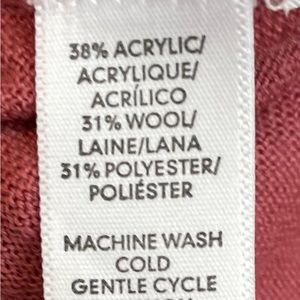 38% ACRYLIC/
ACRYLIQUE/
ACRÍLICO
31% WOOL/
LAINE/LANA
31% POLYESTER/
POLIÉSTER
MACHINE WASH
COLD
GENTLE CYCLE